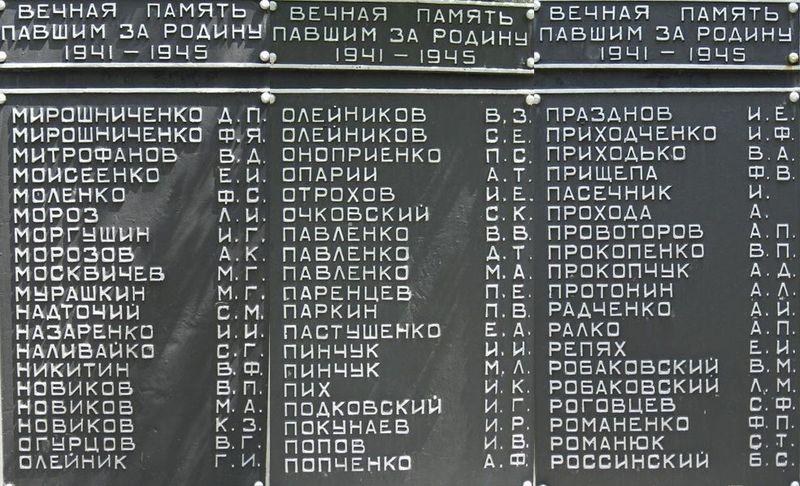 ВЕЧНАЯ ПАМЯТЬ
ПАВШИМ ЗА РОДИНУ
1941 – 1945
МИРОШНИЧЕНКО Д.П.
МИРОШНИЧЕНКО Ф.Я.
МИТРОФАНОВ В.Д.
МОИСЕЕНКО Е.И.
МОЛЕНКО Ф.С.
МОРОЗ Л.И.
МОРГУШИН И.Г.
МОРОЗОВ А.К.
МОСКВИЧЕВ М.Г.
МУРАШКИН М.Г.
НАДТОЧИЙ С.М.
НАЗАРЕНКО И.И.
НАЛИВАЙКО С.Г.
НИКИТИН В.Ф.
НОВИКОВ В.П.
НОВИКОВ М.А.
НОВИКОВ К.З.
ОГУРЦОВ В.Г.
ОЛЕЙНИК Г.И.
ВЕЧНАЯ ПАМЯТЬ
ПАВШИМ ЗА РОДИНУ
1941 – 1945
ОЛЕЙНИКОВ В.З.
ОЛЕЙНИКОВ С.Е.
ОНОПРИЕНКО П.С.
ОПАРИИ А.Т.
ОТРОХОВ И.Е.
ОЧКОВСКИЙ С.К.
ПАВЛЕНКО В.В.
ПАВЛЕНКО Д.Т.
ПАВЛЕНКО М.А.
ПАРЕНЦЕВ П.Е.
ПАРКИН П.В.
ПАСТУШЕНКО Е.А.
ПИНЧУК И.И.
ПИНЧУК М.Л.
ПИХ И.К.
ПОДКОВСКИЙ И.Г.
ПОКУНАЕВ И.Р.
ПОПОВ И.В.
ПОПЧЕНКО А.Ф.
ВЕЧНАЯ ПАМЯТЬ
ПАВШИМ ЗА РОДИНУ
1941 – 1945
ПРАЗДНОВ И.Е.
ПРИХОДЧЕНКО И.Ф.
ПРИХОДЬКО В.А.
ПРИЩЕПА Ф.В.
ПАСЕЧНИК И.
ПРОХОДА А.
ПРОВОТОРОВ А.П.
ПРОКОПЕНКО В.П.
ПРОКОПЧУК А.Д.
ПРОТОНИН А.Л.
РАДЧЕНКО А.Й.
РАЛКО А.П.
РЕПЯХ Е.И.
РОБАКОВСКИЙ В.М.
РОБАКОВСКИЙ Л.М.
РОГОВЦЕВ С.Ф.
РОМАНЕНКО Ф.П.
РОМАНЮК С.Т.
РОССИНСКИЙ Б.С.